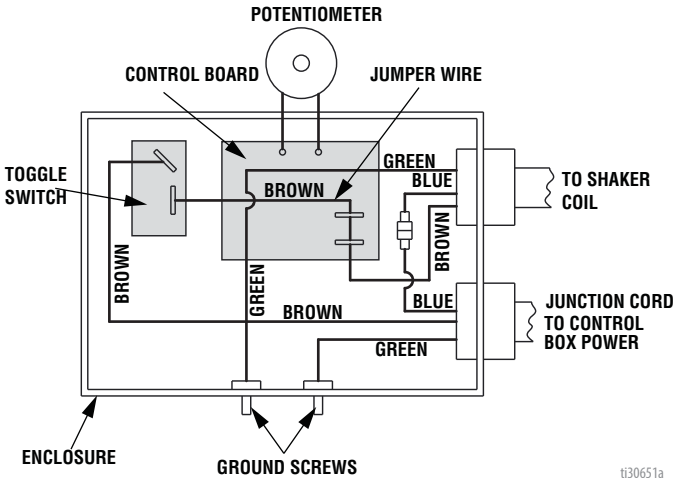 POTENTIOMETER
CONTROL BOARD
JUMPER WIRE
TOGGLE
SWITCH
GREEN
BLUE
BROWN
TO SHAKER
COIL
BROWN
BROWN
GREEN
BROWN
BLUE
GREEN
JUNCTION CORD
TO CONTROL
BOX POWER
ENCLOSURE
GROUND SCREWS
ti30651a